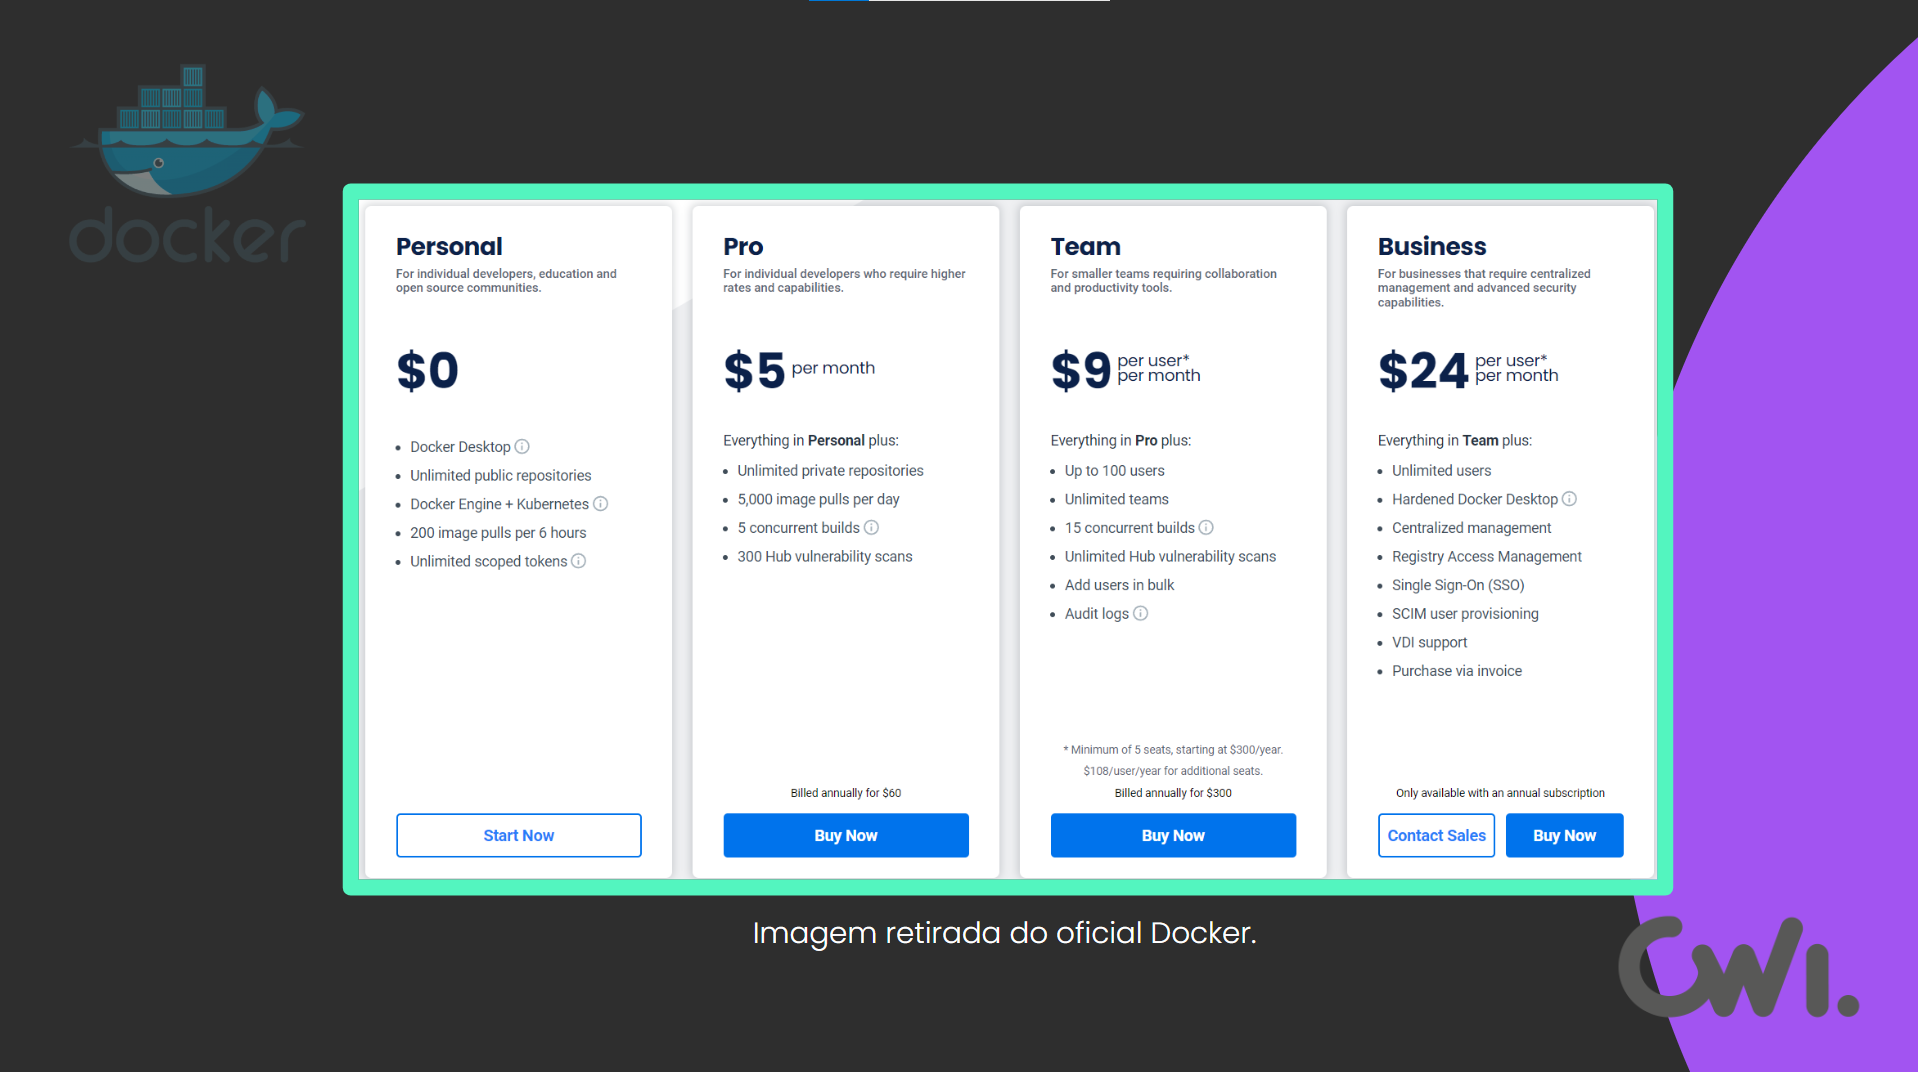 docker
Personal
For individual developers, education and
open source communities.
$0
Docker Desktop
Unlimited public repositories
Docker Engine + Kubernetes
200 image pulls per 6 hours
Unlimited scoped tokens
Start Now
Pro
For individual developers who require higher
rates and capabilities.
$5 per month
Everything in Personal plus:
Unlimited private repositories
5,000 image pulls per day
5 concurrent builds
300 Hub vulnerability scans
Billed annually for $60
Buy Now
Team
For smaller teams requiring collaboration
and productivity tools.
$9 per user*
per month
Everything in Pro plus:
Up to 100 users
Unlimited teams
15 concurrent builds
Unlimited Hub vulnerability scans
Add users in bulk
Audit logs
* Minimum of 5 seats, starting at $300/year.
$108/user/year for additional seats.
Billed annually for $300
Buy Now
Business
For businesses that require centralized
management and advanced security
capabilities.
$24 per user*
per month
Everything in Team plus:
Unlimited users
Hardened Docker Desktop
Centralized management
Registry Access Management
Single Sign-On (SSO)
SCIM user provisioning
VDI support
Purchase via invoice
Only available with an annual subscription
Contact Sales
Buy Now
Imagem retirada do oficial Docker.
CWI.